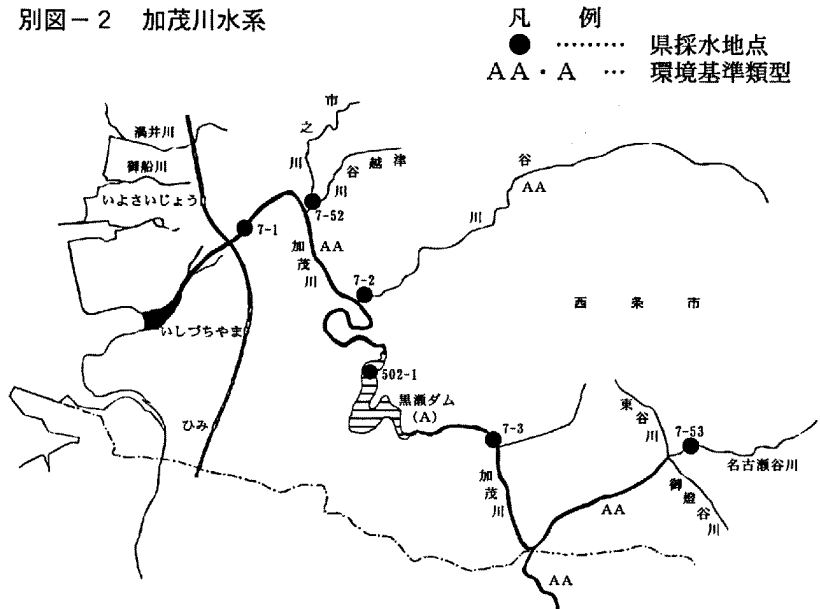 別図－2　加茂川水系
凡　例
● ………　県採水地点
AA・A … 環境基準類型
渦井川
御船川
いよさいじょう
市之川
谷川
越津
谷川
AA
7-52
7-1
加茂川
AA
7-2
西条市
いしづちやま
502-1
黒瀬ダム
(A)
ひみ
7-3
加茂川
東谷川
7-53
名古瀬谷川
御燈谷川
AA
AA